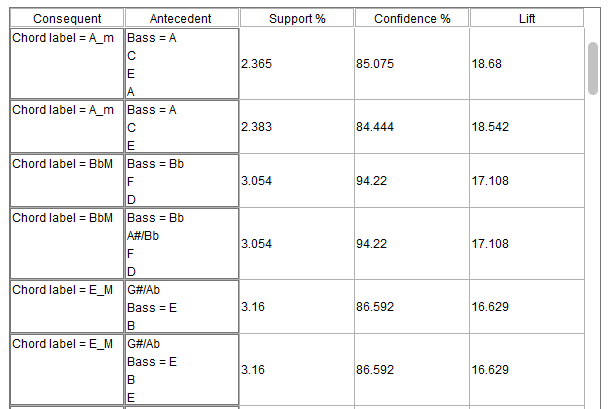 Consequent Antecedent Support % Confidence % Lift
Chord label = A_m Bass = A
C
E
A
2.365 85.075 18.68
Chord label = A_m Bass = A
C
E
2.383 84.444 18.542
Chord label = BbM Bass = Bb
F
D
3.054 94.22 17.108
Chord label = BbM Bass = Bb
A#/Bb
F
D
3.054 94.22 17.108
Chord label = E_M G#/Ab
Bass = E
B
3.16 86.592 16.629
Chord label = E_M G#/Ab
Bass = E
B
E
3.16 86.592 16.629